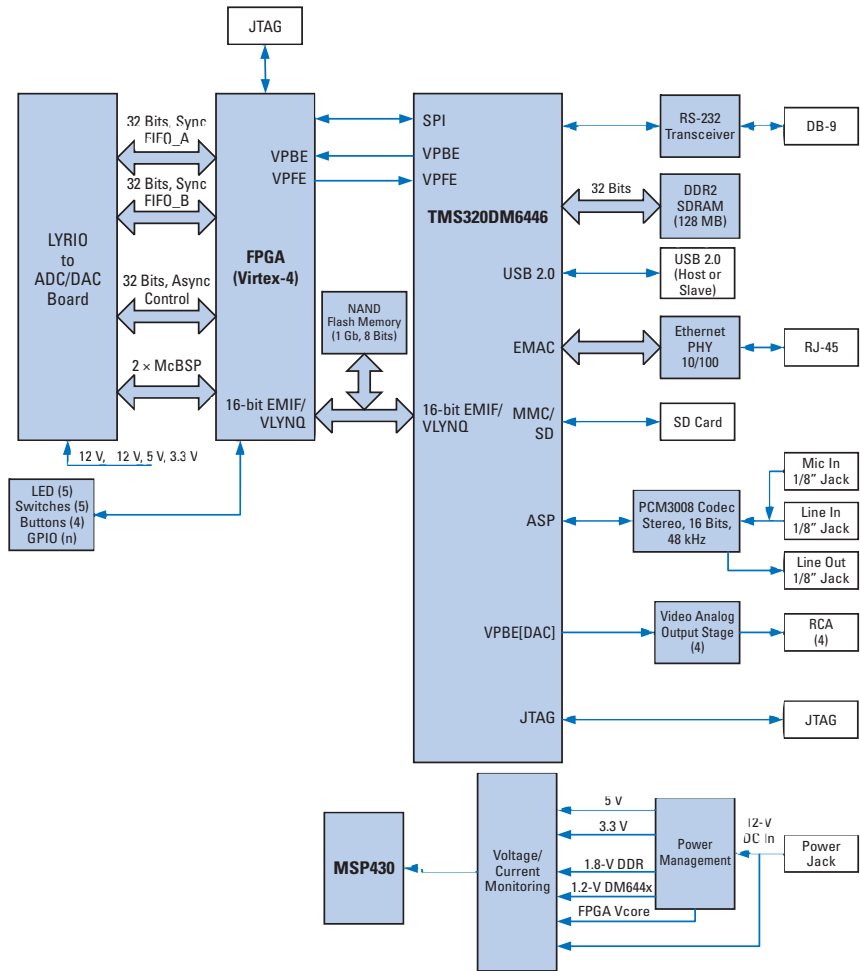 JTAG
32 Bits, Sync
FIFO_A
32 Bits, Sync
FIFO_B
32 Bits, Async
Control
2 × McBSP
LYRIO
to
ADC/DAC
Board
VPBE
VPFE
FPGA
(Virtex-4)
16-bit EMIF/
VLYNQ
12 V, 12 V, 5 V, 3.3 V
LED (5)
Switches (5)
Buttons (4)
GPIO (n)
NAND
Flash Memory
(1 Gb, 8 Bits)
SPI
VPBE
VPFE
TMS320DM6446
USB 2.0
EMAC
16-bit EMIF/
VLYNQ
MMC/
SD
ASP
VPBE[DAC]
JTAG
RS-232
Transceiver
DB-9
32 Bits
DDR2
SDRAM
(128 MB)
USB 2.0
(Host or
Slave)
Ethernet
PHY
10/100
RJ-45
SD Card
PCM3008 Codec
Stereo, 16 Bits,
48 kHz
Mic In
1/8” Jack
Line In
1/8” Jack
Line Out
1/8” Jack
Video Analog
Output Stage
(4)
RCA
(4)
JTAG
MSP430
Voltage/
Current
Monitoring
5 V
3.3 V
1.8-V DDR
1.2-V DM644x
FPGA Vcore
Power
Management
12-V
DC In
Power
Jack